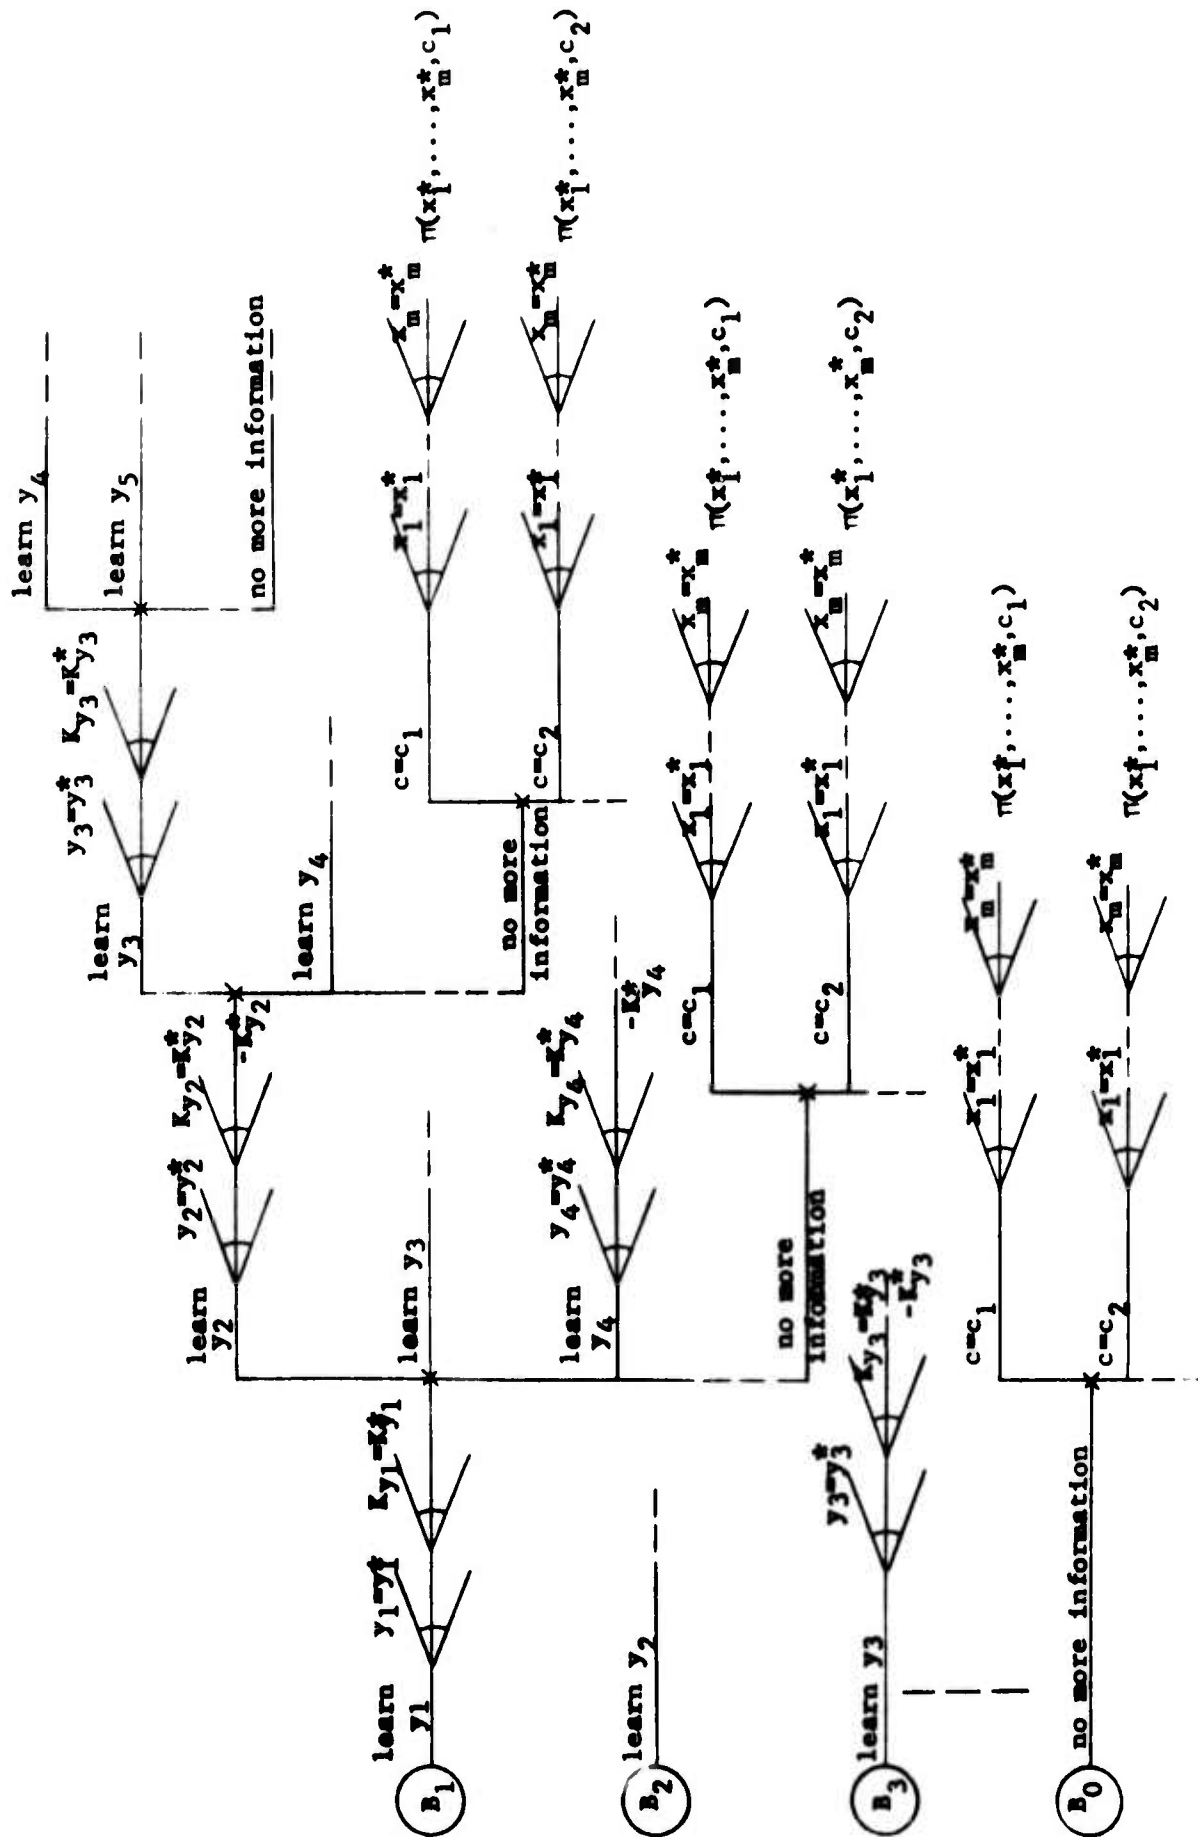 learn y4
learn y5
no more information
learn
y3
y3=y*3
Ky3=K*y3
learn y4
no more
information
c=c1
x1=x*1
xm=x*m
π(x*1,....,x*m,c1)
c=c2
x1=x*1
xm=x*m
π(x*1,....,x*m,c2)
learn
y2
y2=y*2
Ky2=K*y2
-K*y2
learn y3
learn
y4
y4=y*4
Ky4=K*y4
-K*y4
no more
information
c=c1
x1=x*1
xm=x*m
π(x*1,....,x*m,c1)
c=c2
x1=x*1
xm=x*m
π(x*1,....,x*m,c2)
B1
learn
y1
y1=y*1
Ky1=K*y1
B2
learn y2
B3
learn y3
y3=y*3
Ky3=K*y3
-K*y3
B0
no more information
c=c1
x1=x*1
xm=x*m
π(x*1,....,x*m,c1)
c=c2
x1=x*1
xm=x*m
π(x*1,....,x*m,c2)